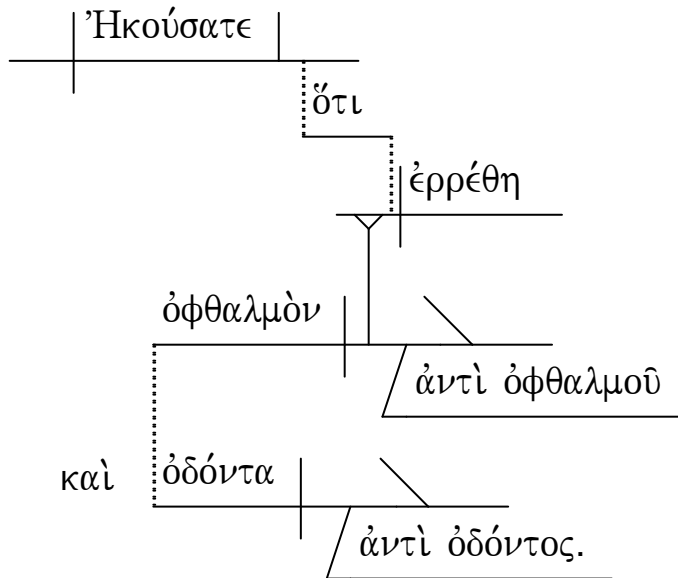 Ἠκούσατε
ὅτι
ἐρρέθη
ὀφθαλμὸν
ἀντὶ ὀφθαλμοῦ
καὶ ὀδόντα
ἀντὶ ὀδόντος.